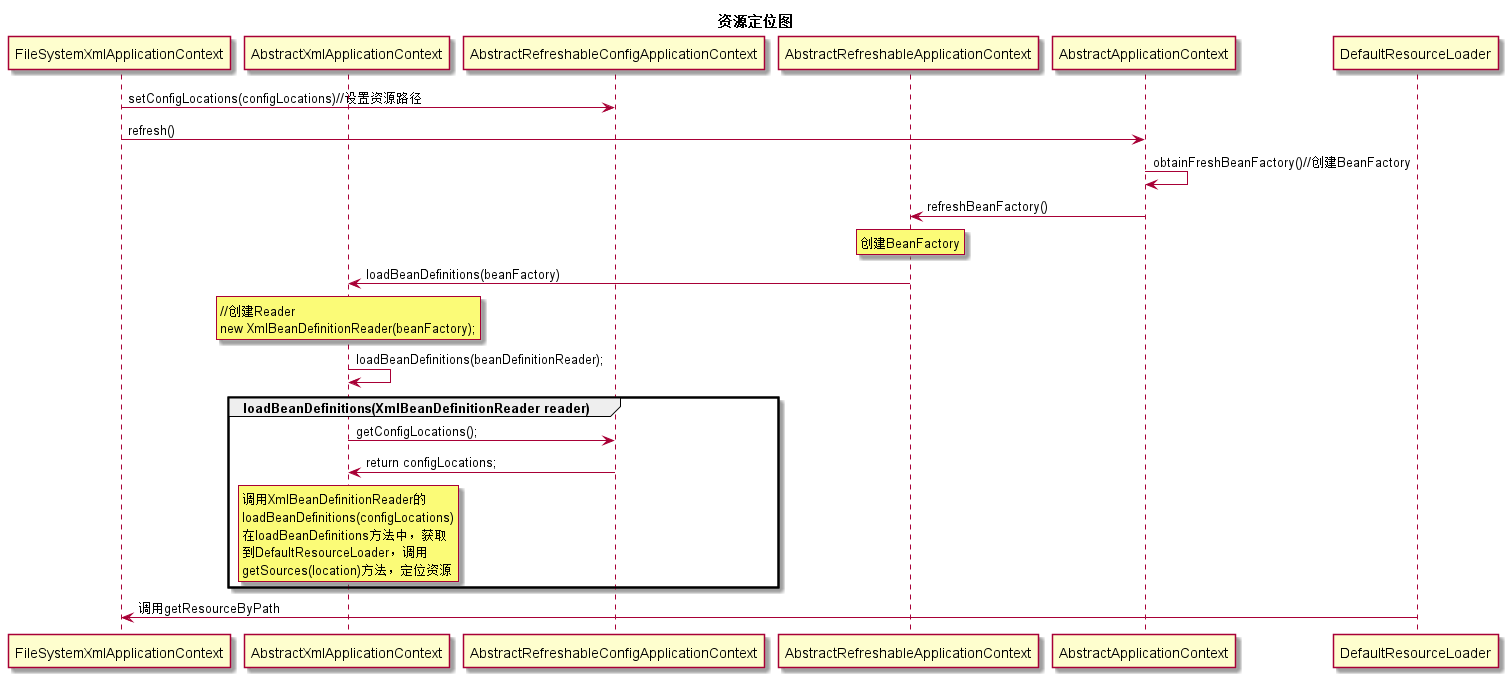 资源定位图
FileSystemXmlApplicationContext
AbstractXmlApplicationContext
AbstractRefreshableConfigApplicationContext
AbstractRefreshableApplicationContext
AbstractApplicationContext
DefaultResourceLoader
setConfigLocations(configLocations)//设置资源路径
refresh()
obtainFreshBeanFactory()//创建BeanFactory
refreshBeanFactory()
创建BeanFactory
loadBeanDefinitions(beanFactory)
//创建Reader
new XmlBeanDefinitionReader(beanFactory);
loadBeanDefinitions(beanDefinitionReader);
loadBeanDefinitions(XmlBeanDefinitionReader reader)
getConfigLocations();
return configLocations;
调用XmlBeanDefinitionReader的
loadBeanDefinitions(configLocations)
在loadBeanDefinitions方法中，获取
到DefaultResourceLoader，调用
getSources(location)方法，定位资源
调用getResourceByPath
FileSystemXmlApplicationContext
AbstractXmlApplicationContext
AbstractRefreshableConfigApplicationContext
AbstractRefreshableApplicationContext
AbstractApplicationContext
DefaultResourceLoader